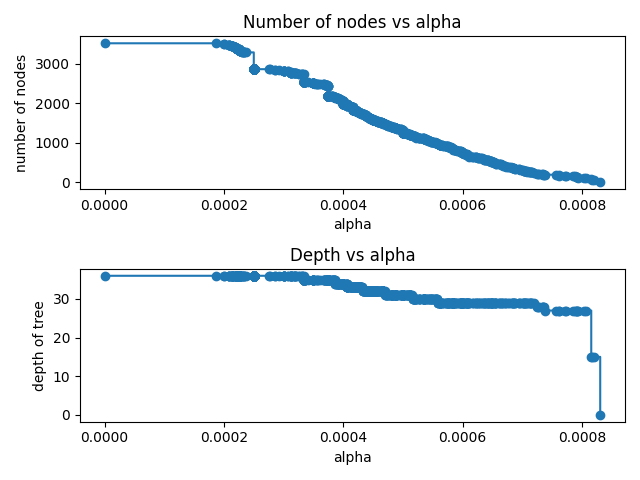 Number of nodes vs alpha
number of nodes
3000
2000
1000
0
0.0000 0.0002 0.0004 0.0006 0.0008
alpha
Depth vs alpha
depth of tree
30
20
10
0
0.0000 0.0002 0.0004 0.0006 0.0008
alpha